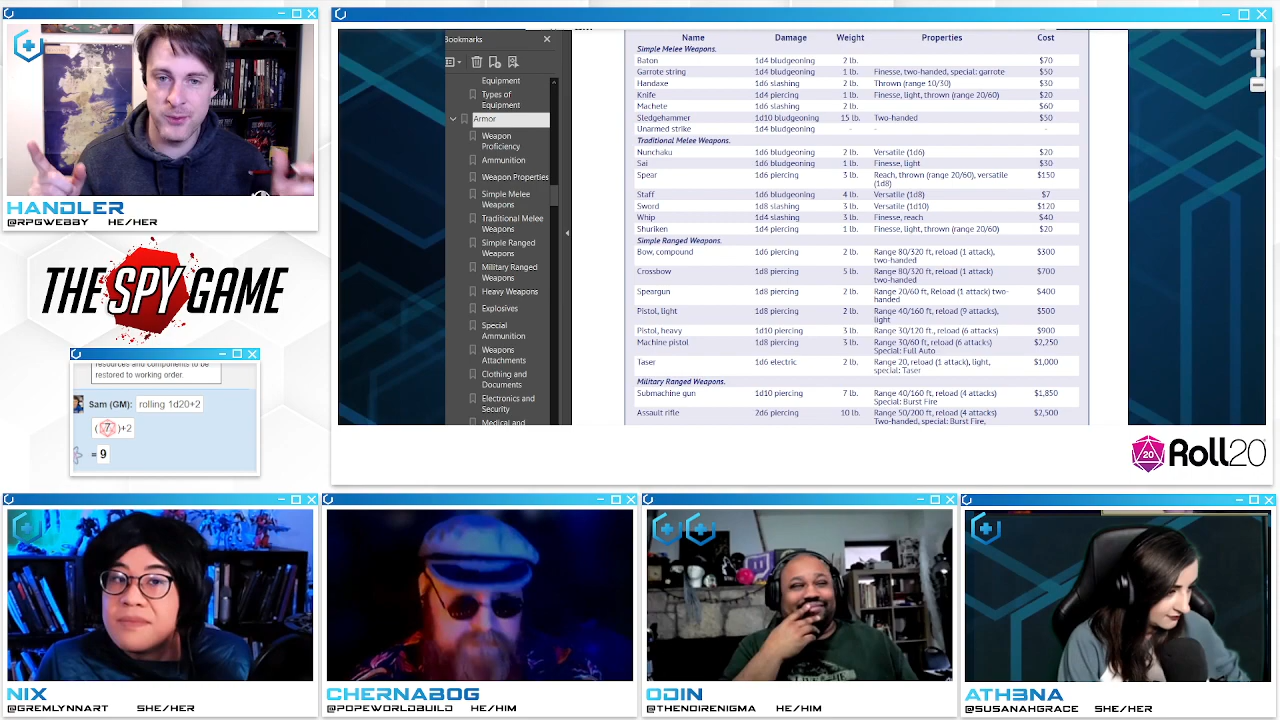 HANDLER
@RPGWEBBY HE/HER
THE SPY GAME
resources and components to be
restored to working order.
Sam (GM): rolling 1d20+2
(7)+2
= 9
Bookmarks
Equipment
Types of
Equipment
Armor
Weapon
Proficiency
Ammunition
Weapon Properties
Simple Melee
Weapons
Traditional Melee
Weapons
Simple Ranged
Weapons
Military Ranged
Weapons
Heavy Weapons
Explosives
Special
Ammunition
Weapons
Attachments
Clothing and
Documents
Electronics and
Security
Medical and
Name Damage Weight Properties Cost
Simple Melee Weapons.
Baton 1d4 bludgeoning 2 lb. $70
Garrote string 1d4 bludgeoning 1 lb. Finesse, two-handed, special: garrote $50
Handaxe 1d6 slashing 2 lb. Thrown (range 10/30) $30
Knife 1d4 piercing 1 lb. Finesse, light, thrown (range 20/60) $20
Machete 1d6 slashing 2 lb. $60
Sledgehammer 1d10 bludgeoning 15 lb. Two-handed $50
Unarmed strike 1d4 bludgeoning - - -
Traditional Melee Weapons.
Nunchaku 1d6 bludgeoning 2 lb. Versatile (1d6) $20
Sai 1d6 bludgeoning 1 lb. Finesse, light $30
Spear 1d6 piercing 3 lb. Reach, thrown (range 20/60), versatile $150
(1d8)
Staff 1d6 bludgeoning 4 lb. Versatile (1d8) $7
Sword 1d8 slashing 3 lb. Versatile (1d10) $120
Whip 1d4 slashing 3 lb. Finesse, reach $40
Shuriken 1d4 piercing 1 lb. Finesse, light, thrown (range 20/60) $20
Simple Ranged Weapons.
Bow, compound 1d6 piercing 2 lb. Range 80/320 ft, reload (1 attack), $300
two-handed
Crossbow 1d8 piercing 5 lb. Range 80/320 ft, reload (1 attack) $700
two-handed
Speargun 1d8 piercing 2 lb. Range 20/60 ft, Reload (1 attack) two- $400
handed
Pistol, light 1d8 piercing 2 lb. Range 40/160 ft, reload (9 attacks), $500
light
Pistol, heavy 1d10 piercing 3 lb. Range 30/120 ft., reload (6 attacks) $900
Machine pistol 1d8 piercing 3 lb. Range 30/60 ft, reload (6 attacks) $2,250
Special: Full Auto
Taser 1d6 electric 2 lb. Range 20, reload (1 attack), light, $1,000
special: Taser
Military Ranged Weapons.
Submachine gun 1d10 piercing 7 lb. Range 40/160 ft, reload (4 attacks) $1,850
Special: Burst Fire
Assault rifle 2d6 piercing 10 lb. Range 50/200 ft, reload (4 attacks) $2,500
Two-handed, special: Burst Fire,
20 Roll20
NIX
@GREMLYNNART SHE/HER
CHERNABOG
@POPEWORLDBUILD HE/HIM
ODIN
@THENOIRENIGMA HE/HIM
ATH3NA
@SUSANAHGRACE SHE/HER